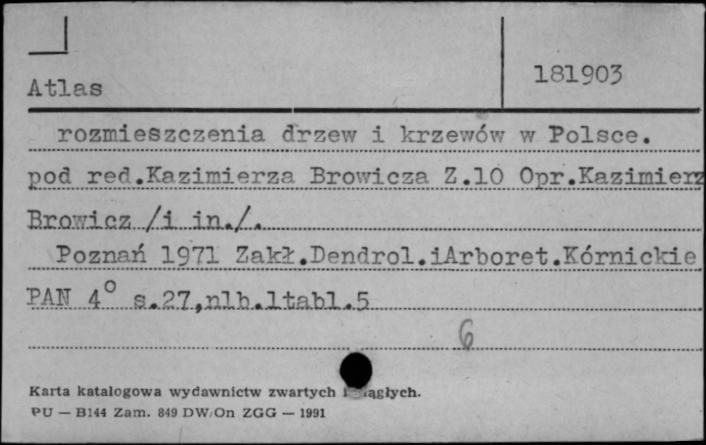 181903
Atlas
rozmieszczenia drzew i krzewów w Polsce.
pod red.Kazimierza Browicza Z.10 Opr.Kazimierz
Browicz /i in./.
Poznań 1971 Zakł.Dendrol.iArboret.Kórnickie
PAN 4° s.27,nlb.1tabl.5
6
Karta katalogowa wydawnictw zwartych i ciągłych.
PU — B144 Zam. 849 DW/On ZGG — 1991